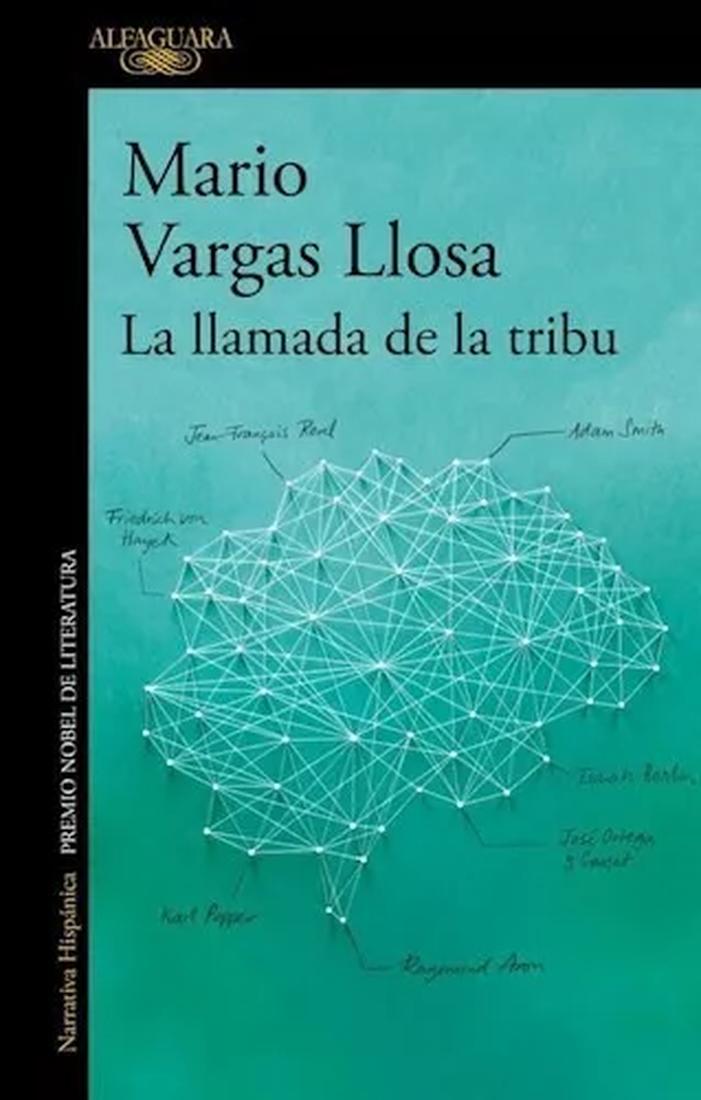 ALFAGUARA
Mario
Vargas Llosa
La llamada de la tribu
Jean-François Revel
Adam Smith
Friedrich von
Hayek
Isaiah Berlin
José Ortega
y Gasset
Karl Popper
Raymond Aron
Narrativa Hispánica PREMIO NOBEL DE LITERATURA